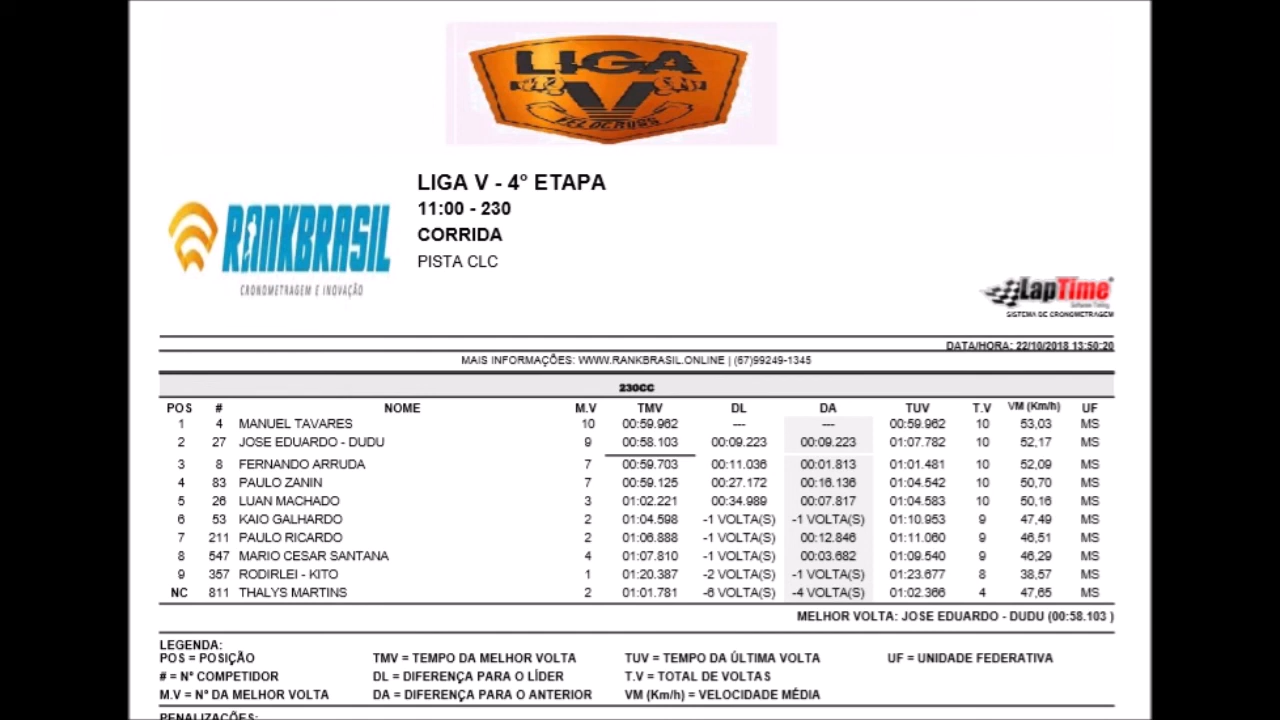 LIGA
V
VELOCROSS
LIGA V - 4° ETAPA
11:00 - 230
CORRIDA
PISTA CLC
RANKBRASIL
CRONOMETRAGEM E INOVAÇÃO
LapTime
SISTEMA DE CRONOMETRAGEM
DATA/HORA: 22/10/2018 13:50:20
MAIS INFORMAÇÕES: WWW.RANKBRASIL.ONLINE | (67)99249-1345
230CC
POS # NOME M.V TMV DL DA TUV T.V VM (Km/h) UF
1 4 MANUEL TAVARES 10 00:59.962 --- --- 00:59.962 10 53,03 MS
2 27 JOSE EDUARDO - DUDU 9 00:58.103 00:09.223 00:09.223 01:07.782 10 52,17 MS
3 8 FERNANDO ARRUDA 7 00:59.703 00:11.036 00:01.813 01:01.481 10 52,09 MS
4 83 PAULO ZANIN 7 00:59.125 00:27.172 00:16.136 01:04.542 10 50,70 MS
5 26 LUAN MACHADO 3 01:02.221 00:34.989 00:07.817 01:04.583 10 50,16 MS
6 53 KAIO GALHARDO 2 01:04.598 -1 VOLTA(S) -1 VOLTA(S) 01:10.953 9 47,49 MS
7 211 PAULO RICARDO 2 01:06.888 -1 VOLTA(S) 00:12.846 01:11.060 9 46,51 MS
8 547 MARIO CESAR SANTANA 4 01:07.810 -1 VOLTA(S) 00:03.682 01:09.540 9 46,29 MS
9 357 RODIRLEI - KITO 1 01:20.387 -2 VOLTA(S) -1 VOLTA(S) 01:23.677 8 38,57 MS
NC 811 THALYS MARTINS 2 01:01.781 -6 VOLTA(S) -4 VOLTA(S) 01:02.366 4 47,65 MS
MELHOR VOLTA: JOSE EDUARDO - DUDU (00:58.103 )
LEGENDA:
POS = POSIÇÃO TMV = TEMPO DA MELHOR VOLTA TUV = TEMPO DA ÚLTIMA VOLTA UF = UNIDADE FEDERATIVA
# = Nº COMPETIDOR DL = DIFERENÇA PARA O LÍDER T.V = TOTAL DE VOLTAS
M.V = Nº DA MELHOR VOLTA DA = DIFERENÇA PARA O ANTERIOR VM (Km/h) = VELOCIDADE MÉDIA
PENALIZAÇÕES: